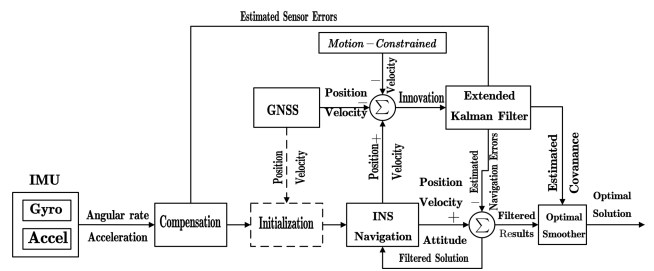 Estimated Sensor Errors
Motion-Constrained
Velocity
Position
Velocity
Innovation
Extended
Kalman Filter
GNSS
Position
Velocity
Position
Velocity
Estimated
Navigation Errors
Estimated
Covanance
IMU
Gyro
Accel
Angular rate
Acceleration
Compensation
Initialization
INS
Navigation
Position
Velocity
Attitude
Filtered
Results
Optimal
Smoother
Optimal
Solution
Filtered Solution